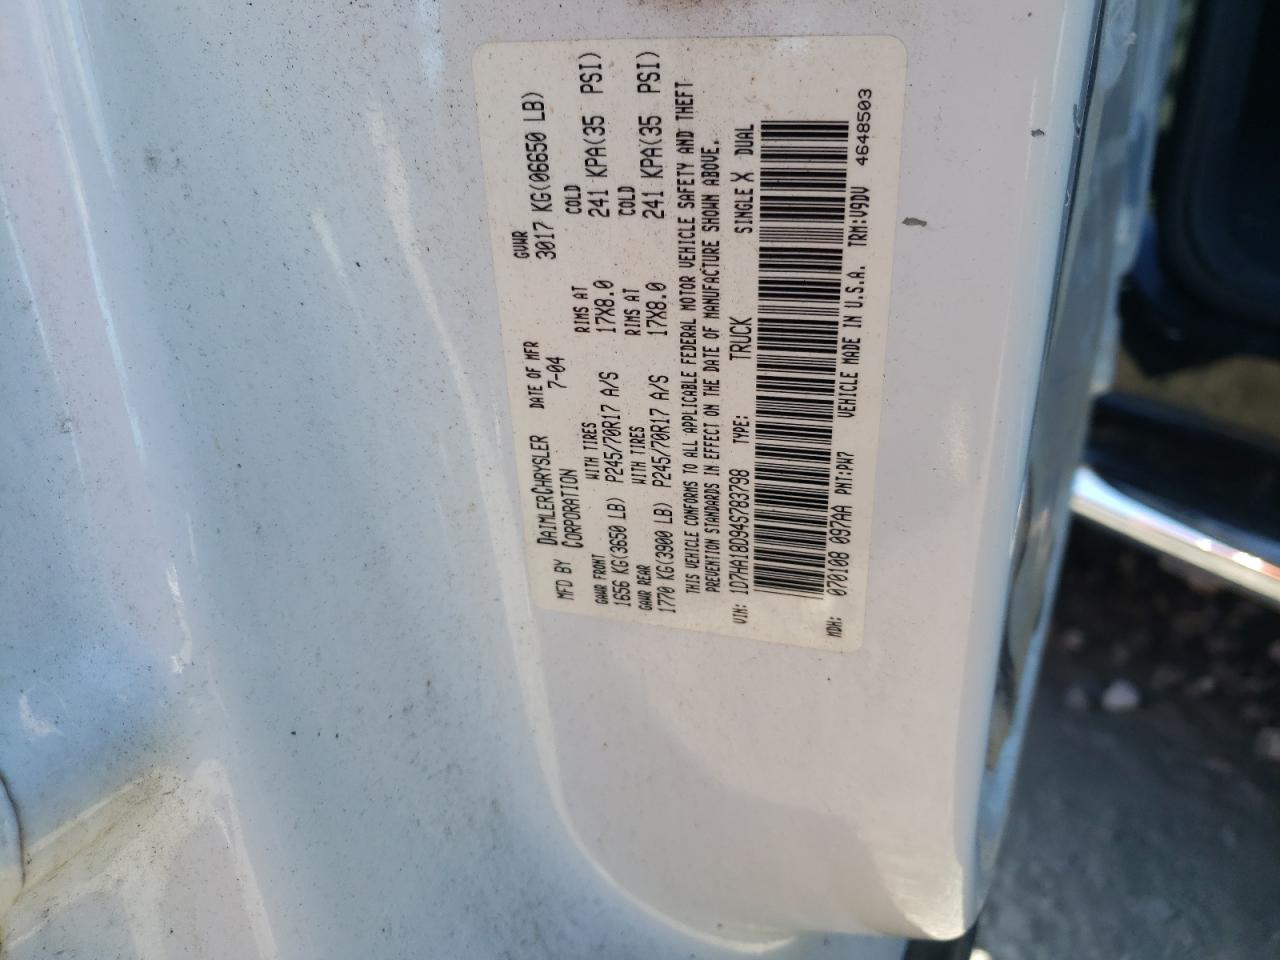 MFD BY DAIMLERCHRYSLER CORPORATION DATE OF MFR 7-04 GVWR 3017 KG(06650 LB)
GAWR FRONT WITH TIRES RIMS AT COLD
1656 KG(3650 LB) P245/70R17 A/S 17X8.0 241 KPA(35 PSI)
GAWR REAR WITH TIRES RIMS AT COLD
1770 KG(3900 LB) P245/70R17 A/S 17X8.0 241 KPA(35 PSI)
THIS VEHICLE CONFORMS TO ALL APPLICABLE FEDERAL MOTOR VEHICLE SAFETY AND THEFT
PREVENTION STANDARDS IN EFFECT ON THE DATE OF MANUFACTURE SHOWN ABOVE.
VIN: 1D7HA18D94S783798 TYPE: TRUCK SINGLE X DUAL
MDH: 070108 097AA PNT:PW7 VEHICLE MADE IN U.S.A. TRM:V9DV 4648503